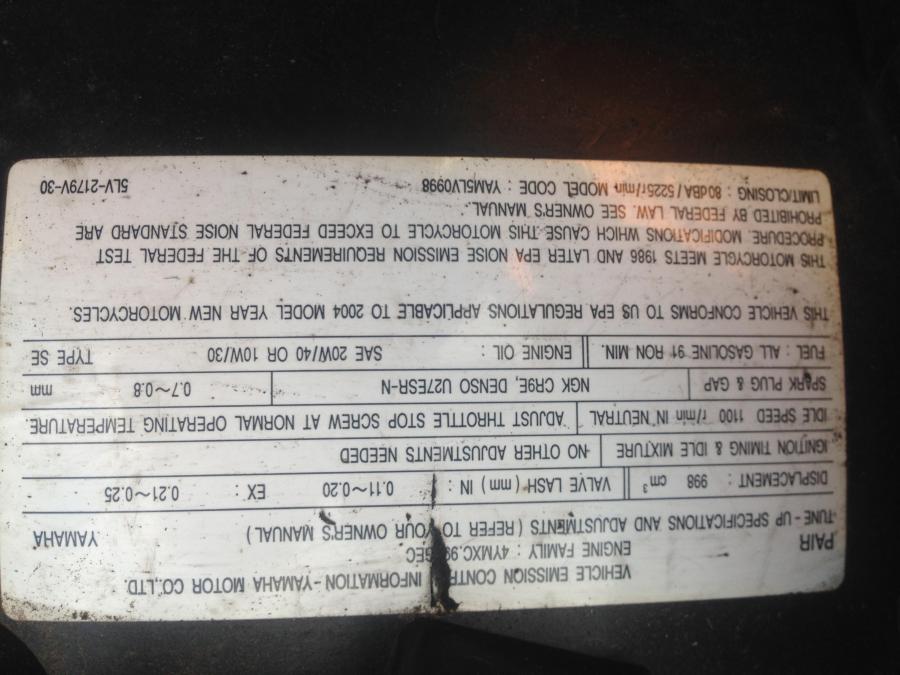 VEHICLE EMISSION CONTR INFORMATION-YAMAHA MOTOR CO.,LTD.
PAIR ENGINE FAMILY : 4YMXC.99 GEC
TUNE-UP SPECIFICATIONS AND ADJUSTMENTS ( REFER TO YOUR OWNER'S MANUAL ) YAMAHA
DISPLACEMENT : 998 cm³ VALVE LASH (mm) IN : 0.11~0.20 EX : 0.21~0.25
IGNITION TIMING & IDLE MIXTURE NO OTHER ADJUSTMENTS NEEDED
IDLE SPEED 1100 r/min IN NEUTRAL ADJUST THROTTLE STOP SCREW AT NORMAL OPERATING TEMPERATURE.
SPARK PLUG & GAP NGK CR9E, DENSO U27ESR-N 0.7~0.8 mm
FUEL : ALL GASOLINE 91 RON MIN. ENGINE OIL : SAE 20W/40 OR 10W/30 TYPE SE
THIS VEHICLE CONFORMS TO US EPA REGULATIONS APPLICABLE TO 2004 MODEL YEAR NEW MOTORCYCLES.
THIS MOTORCYCLE MEETS 1986 AND LATER EPA NOISE EMISSION REQUIREMENTS OF THE FEDERAL TEST
PROCEDURE. MODIFICATIONS WHICH CAUSE THIS MOTORCYCLE TO EXCEED FEDERAL NOISE STANDARD ARE
PROHIBITED BY FEDERAL LAW. SEE OWNER'S MANUAL.
LIMIT:CLOSING : 80dBA/5225r/min MODEL CODE : YAM5LV0998 5LV-2179V-30